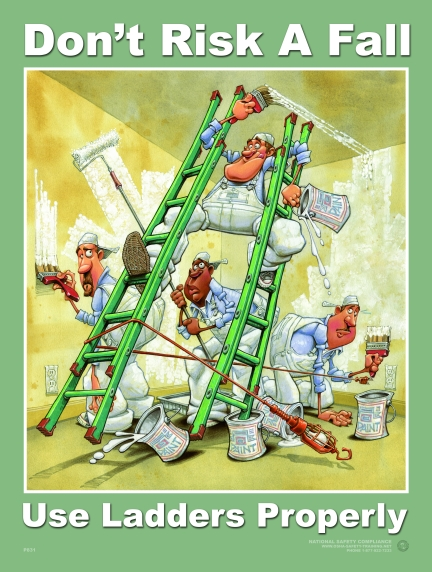 Don't Risk A Fall
PAINT
PAINT
Use Ladders Properly
NATIONAL SAFETY COMPLIANCE